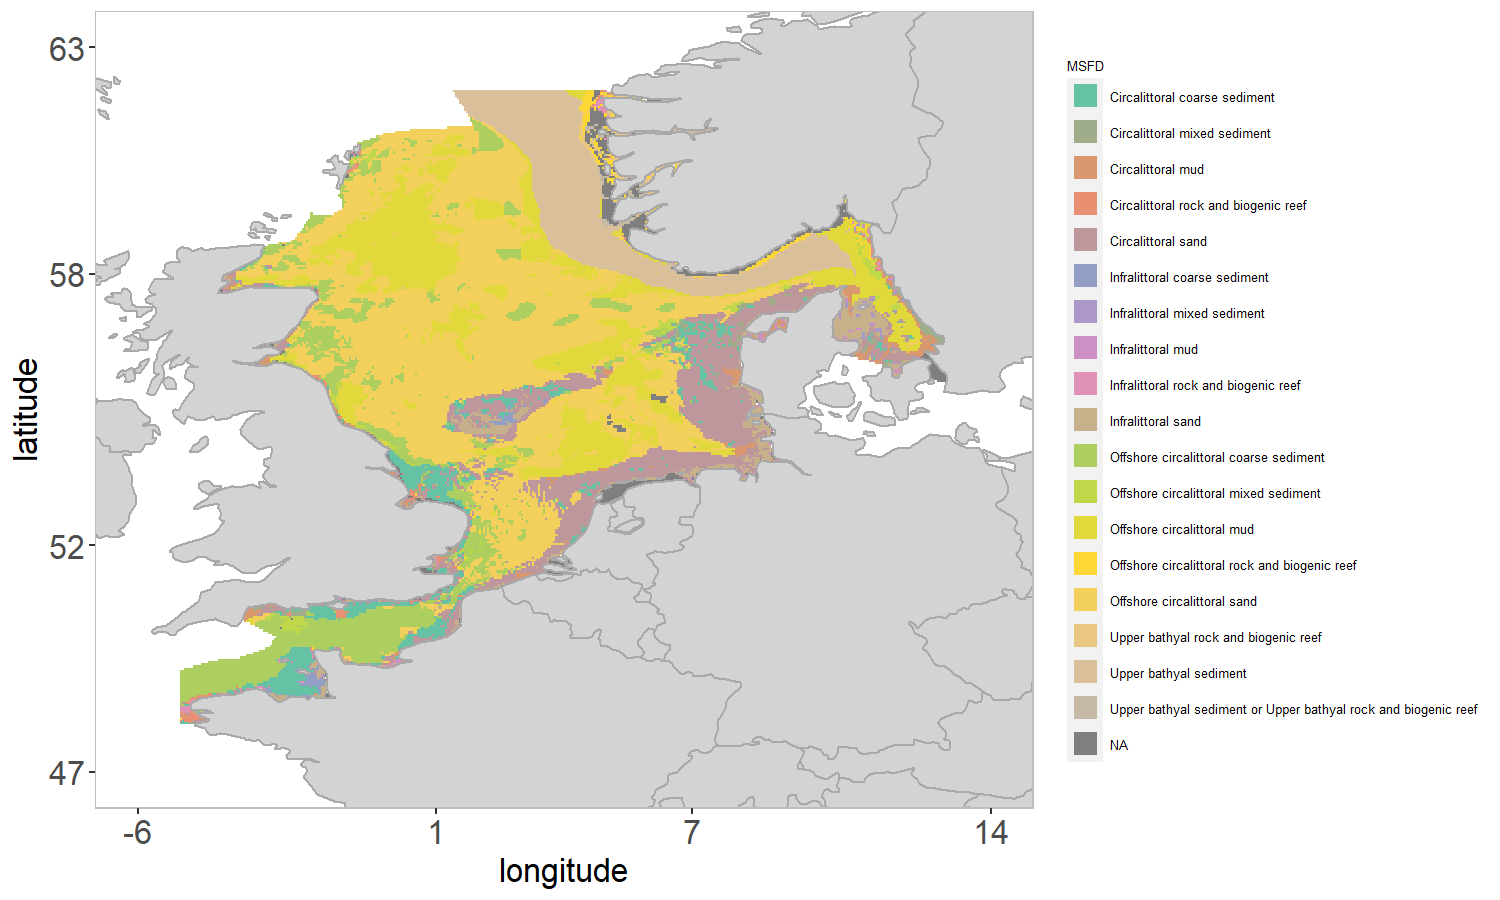 63
58
52
47
latitude
-6
1
7
14
longitude
MSFD
Circalittoral coarse sediment
Circalittoral mixed sediment
Circalittoral mud
Circalittoral rock and biogenic reef
Circalittoral sand
Infralittoral coarse sediment
Infralittoral mixed sediment
Infralittoral mud
Infralittoral rock and biogenic reef
Infralittoral sand
Offshore circalittoral coarse sediment
Offshore circalittoral mixed sediment
Offshore circalittoral mud
Offshore circalittoral rock and biogenic reef
Offshore circalittoral sand
Upper bathyal rock and biogenic reef
Upper bathyal sediment
Upper bathyal sediment or Upper bathyal rock and biogenic reef
NA